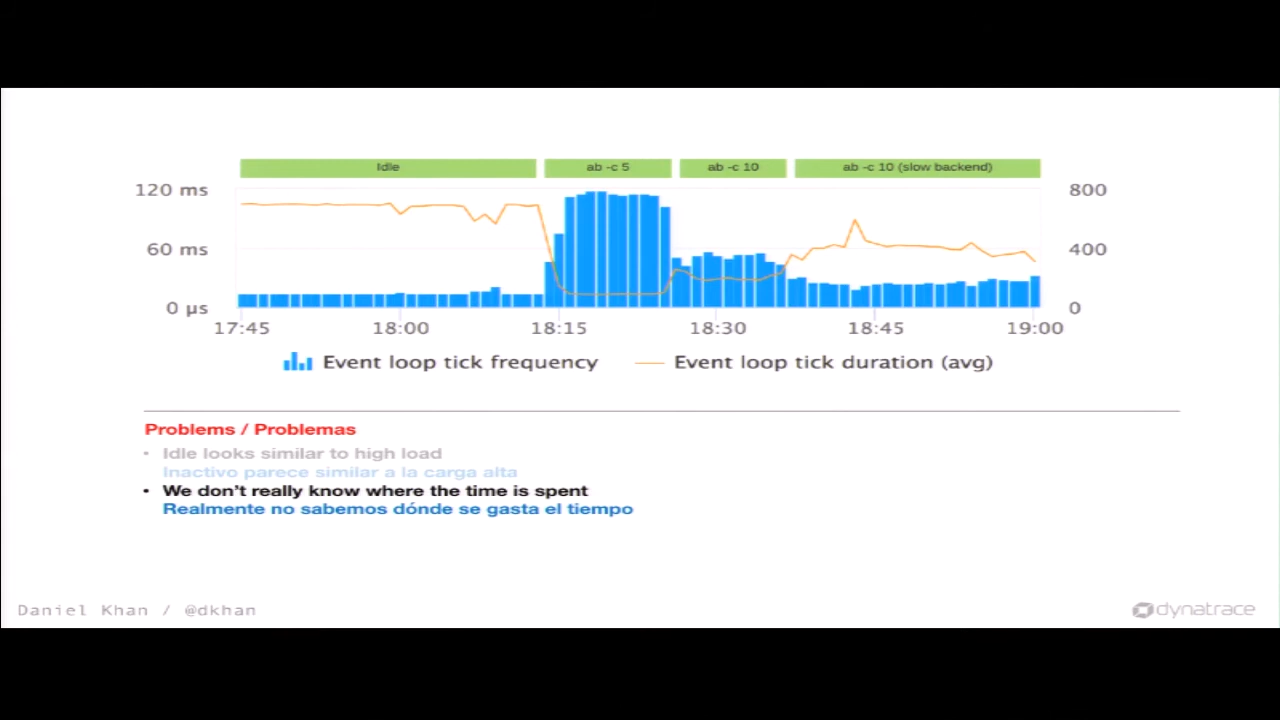 Idle ab -c 5 ab -c 10 ab -c 10 (slow backend)
120 ms 800
60 ms 400
0 µs 0
17:45 18:00 18:15 18:30 18:45 19:00
Event loop tick frequency Event loop tick duration (avg)
Problems / Problemas
• Idle looks similar to high load
Inactivo parece similar a la carga alta
• We don't really know where the time is spent
Realmente no sabemos dónde se gasta el tiempo
Daniel Khan / @dkhan dynatrace